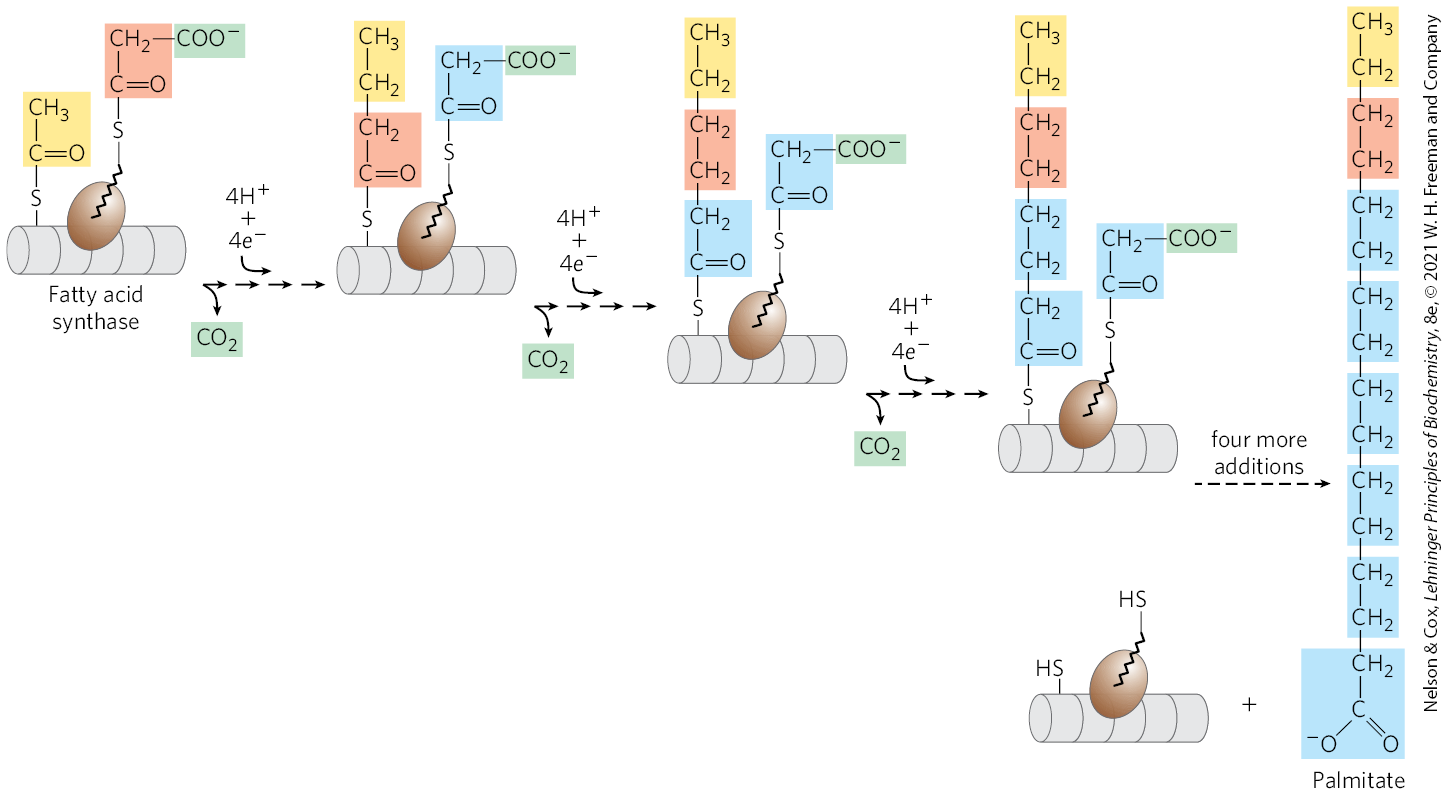 CH₂—COO⁻
C=O
S
CH₃
C=O
S
Fatty acid
synthase
4H⁺
+
4e⁻
CO₂
CH₃
CH₂
CH₂
C=O
S
CH₂—COO⁻
C=O
S
4H⁺
+
4e⁻
CO₂
CH₃
CH₂
CH₂
CH₂
CH₂
C=O
S
CH₂—COO⁻
C=O
S
4H⁺
+
4e⁻
CO₂
CH₃
CH₂
CH₂
CH₂
CH₂
CH₂
CH₂
C=O
S
CH₂—COO⁻
C=O
S
four more
additions
HS
HS
+
CH₃
CH₂
CH₂
CH₂
CH₂
CH₂
CH₂
CH₂
CH₂
CH₂
CH₂
CH₂
CH₂
CH₂
CH₂
C
⁻O O
Palmitate
Nelson & Cox, Lehninger Principles of Biochemistry, 8e, © 2021 W. H. Freeman and Company